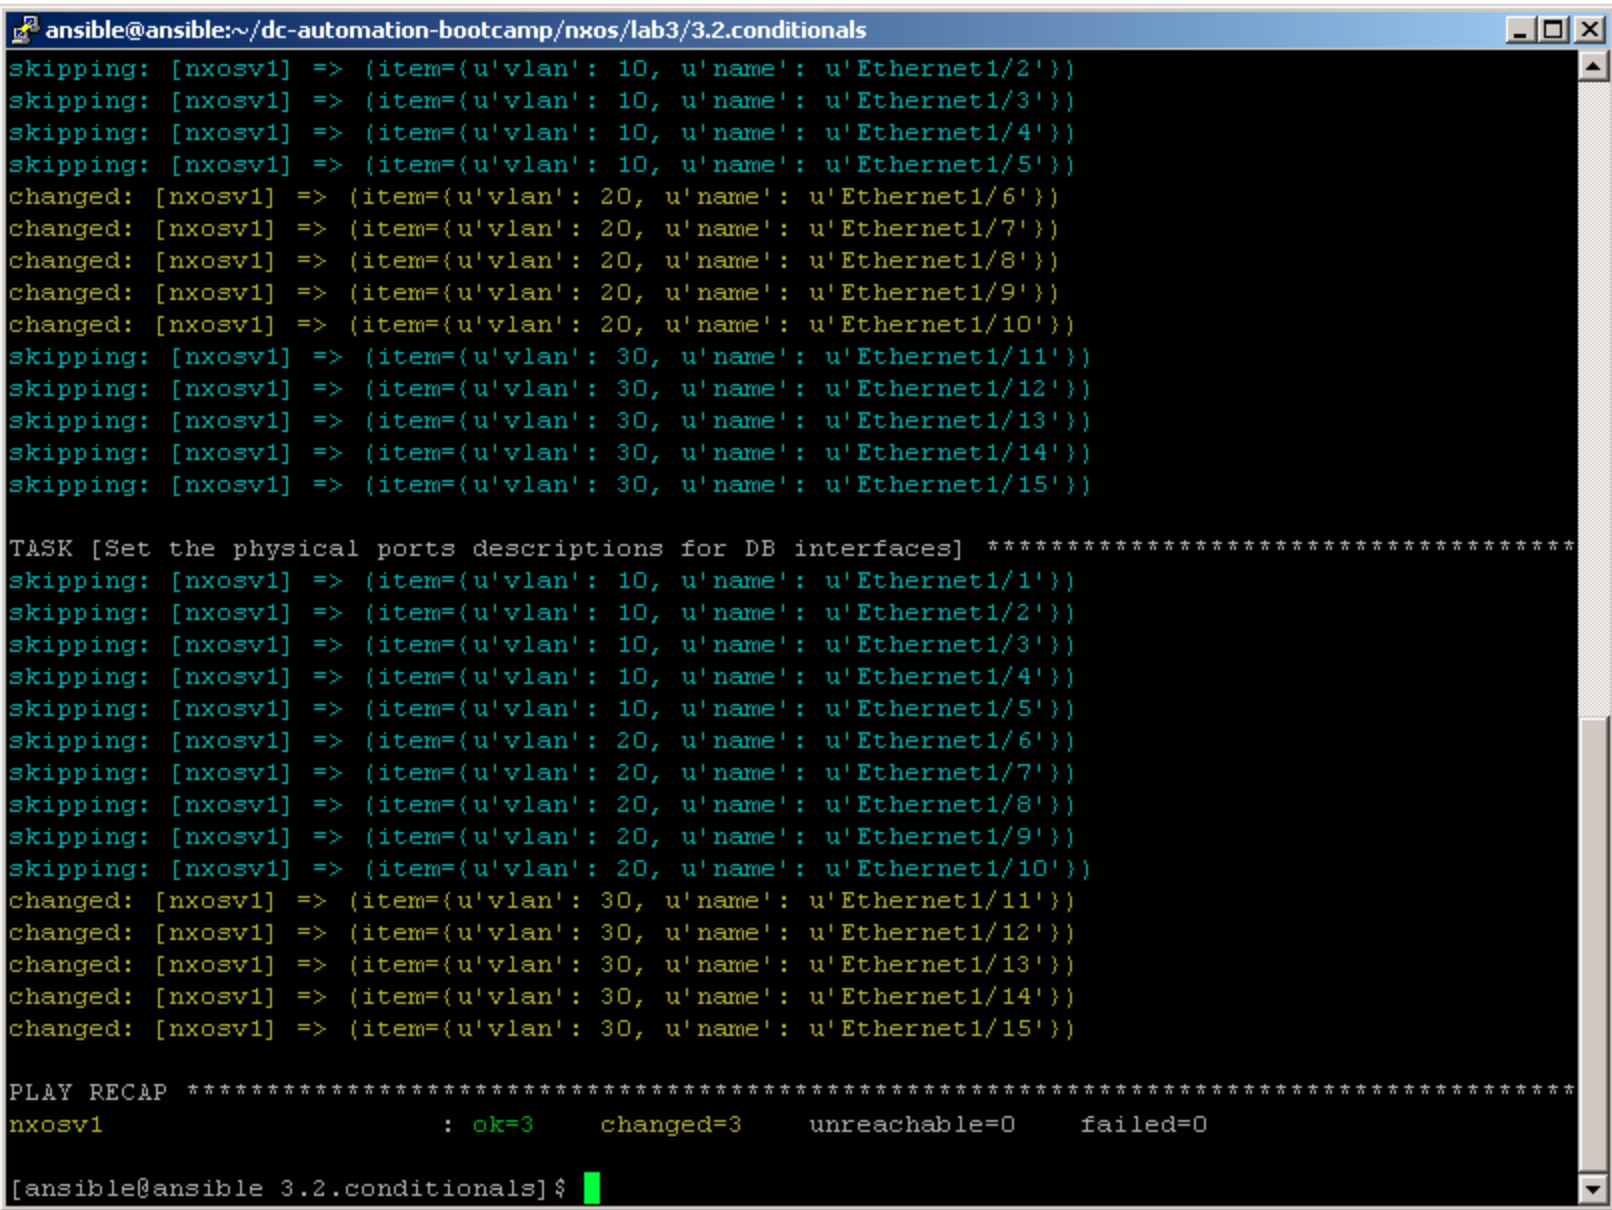 ansible@ansible:~/dc-automation-bootcamp/nxos/lab3/3.2.conditionals
skipping: [nxosv1] => (item={u'vlan': 10, u'name': u'Ethernet1/2'})
skipping: [nxosv1] => (item={u'vlan': 10, u'name': u'Ethernet1/3'})
skipping: [nxosv1] => (item={u'vlan': 10, u'name': u'Ethernet1/4'})
skipping: [nxosv1] => (item={u'vlan': 10, u'name': u'Ethernet1/5'})
changed: [nxosv1] => (item={u'vlan': 20, u'name': u'Ethernet1/6'})
changed: [nxosv1] => (item={u'vlan': 20, u'name': u'Ethernet1/7'})
changed: [nxosv1] => (item={u'vlan': 20, u'name': u'Ethernet1/8'})
changed: [nxosv1] => (item={u'vlan': 20, u'name': u'Ethernet1/9'})
changed: [nxosv1] => (item={u'vlan': 20, u'name': u'Ethernet1/10'})
skipping: [nxosv1] => (item={u'vlan': 30, u'name': u'Ethernet1/11'})
skipping: [nxosv1] => (item={u'vlan': 30, u'name': u'Ethernet1/12'})
skipping: [nxosv1] => (item={u'vlan': 30, u'name': u'Ethernet1/13'})
skipping: [nxosv1] => (item={u'vlan': 30, u'name': u'Ethernet1/14'})
skipping: [nxosv1] => (item={u'vlan': 30, u'name': u'Ethernet1/15'})
TASK [Set the physical ports descriptions for DB interfaces] *************************************
skipping: [nxosv1] => (item={u'vlan': 10, u'name': u'Ethernet1/1'})
skipping: [nxosv1] => (item={u'vlan': 10, u'name': u'Ethernet1/2'})
skipping: [nxosv1] => (item={u'vlan': 10, u'name': u'Ethernet1/3'})
skipping: [nxosv1] => (item={u'vlan': 10, u'name': u'Ethernet1/4'})
skipping: [nxosv1] => (item={u'vlan': 10, u'name': u'Ethernet1/5'})
skipping: [nxosv1] => (item={u'vlan': 20, u'name': u'Ethernet1/6'})
skipping: [nxosv1] => (item={u'vlan': 20, u'name': u'Ethernet1/7'})
skipping: [nxosv1] => (item={u'vlan': 20, u'name': u'Ethernet1/8'})
skipping: [nxosv1] => (item={u'vlan': 20, u'name': u'Ethernet1/9'})
skipping: [nxosv1] => (item={u'vlan': 20, u'name': u'Ethernet1/10'})
changed: [nxosv1] => (item={u'vlan': 30, u'name': u'Ethernet1/11'})
changed: [nxosv1] => (item={u'vlan': 30, u'name': u'Ethernet1/12'})
changed: [nxosv1] => (item={u'vlan': 30, u'name': u'Ethernet1/13'})
changed: [nxosv1] => (item={u'vlan': 30, u'name': u'Ethernet1/14'})
changed: [nxosv1] => (item={u'vlan': 30, u'name': u'Ethernet1/15'})
PLAY RECAP ***************************************************************************************
nxosv1                     : ok=3    changed=3    unreachable=0    failed=0
[ansible@ansible 3.2.conditionals]$